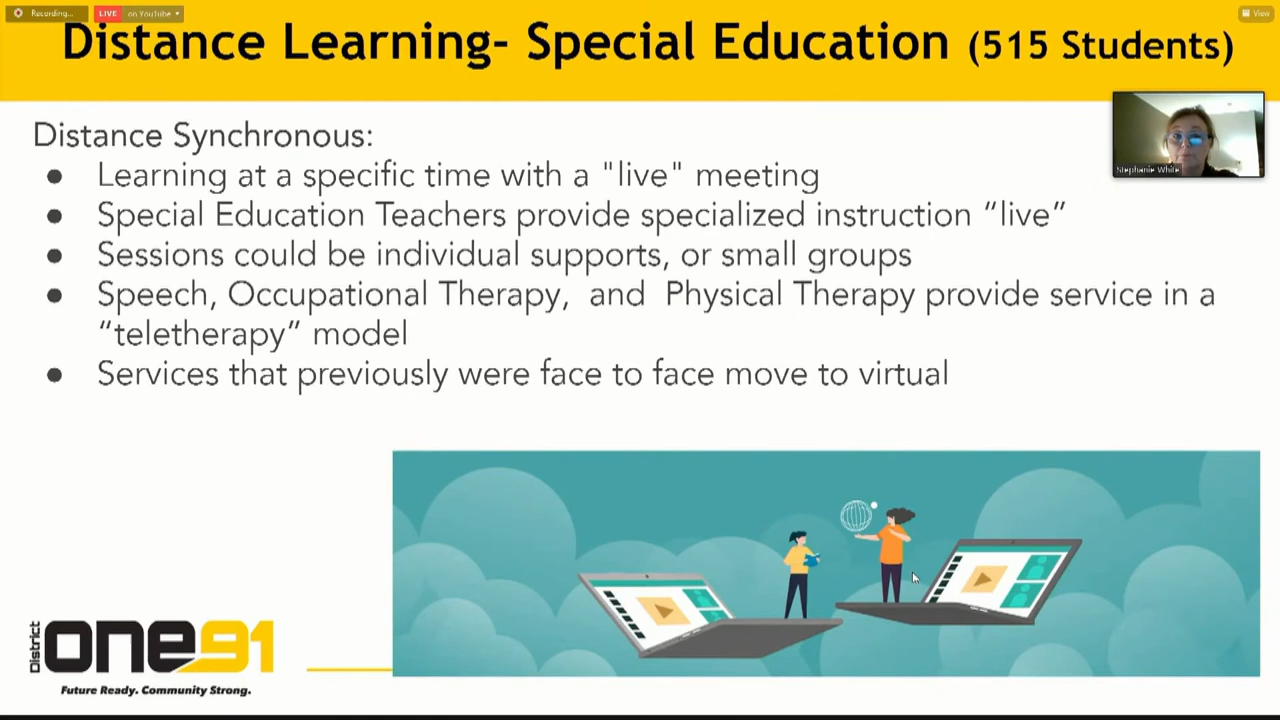 Recording...
LIVE on YouTube
View
Distance Learning- Special Education (515 Students)
Stephanie White
Distance Synchronous:
● Learning at a specific time with a "live" meeting
● Special Education Teachers provide specialized instruction “live”
● Sessions could be individual supports, or small groups
● Speech, Occupational Therapy, and Physical Therapy provide service in a
“teletherapy” model
● Services that previously were face to face move to virtual
District one91
Future Ready. Community Strong.